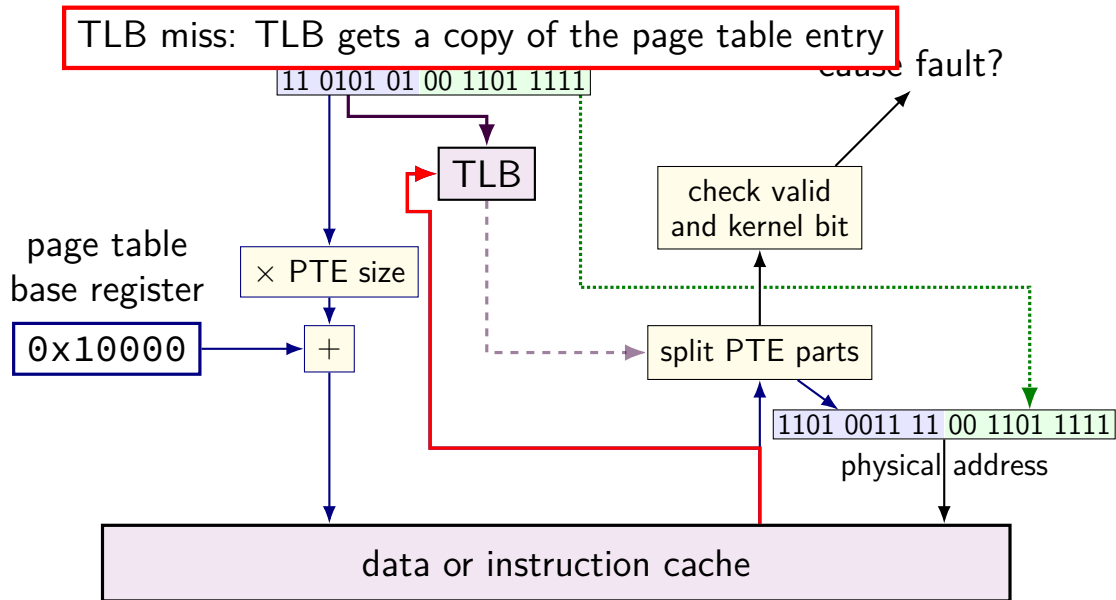 TLB miss: TLB gets a copy of the page table entry
cause fault?
11 0101 01 00 1101 1111
TLB
check valid
and kernel bit
page table
base register
× PTE size
0x10000
+
split PTE parts
1101 0011 11 00 1101 1111
physical address
data or instruction cache